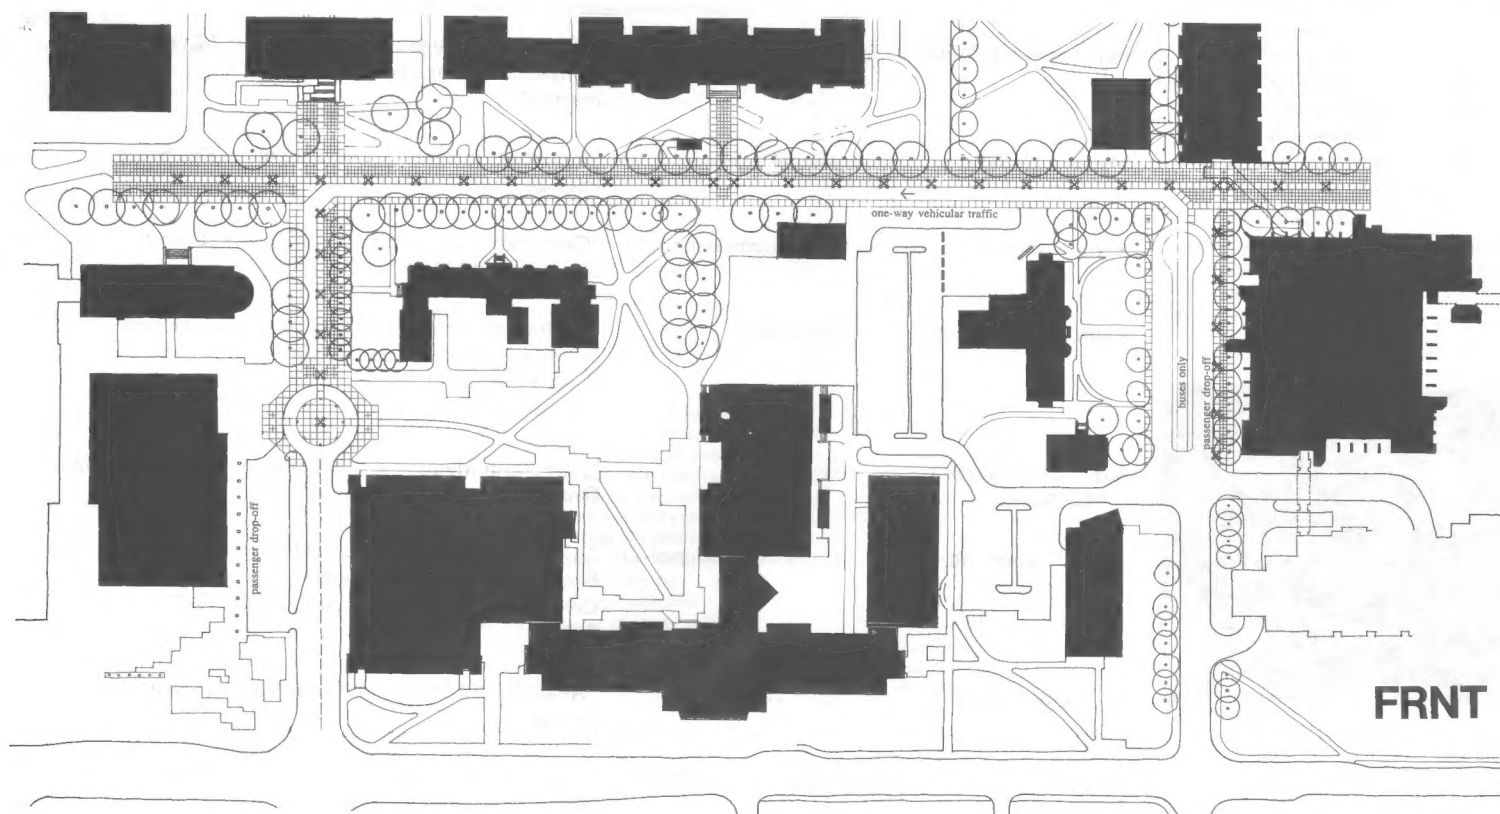 one-way vehicular traffic
buses only
passenger drop-off
passenger drop-off
FRNT